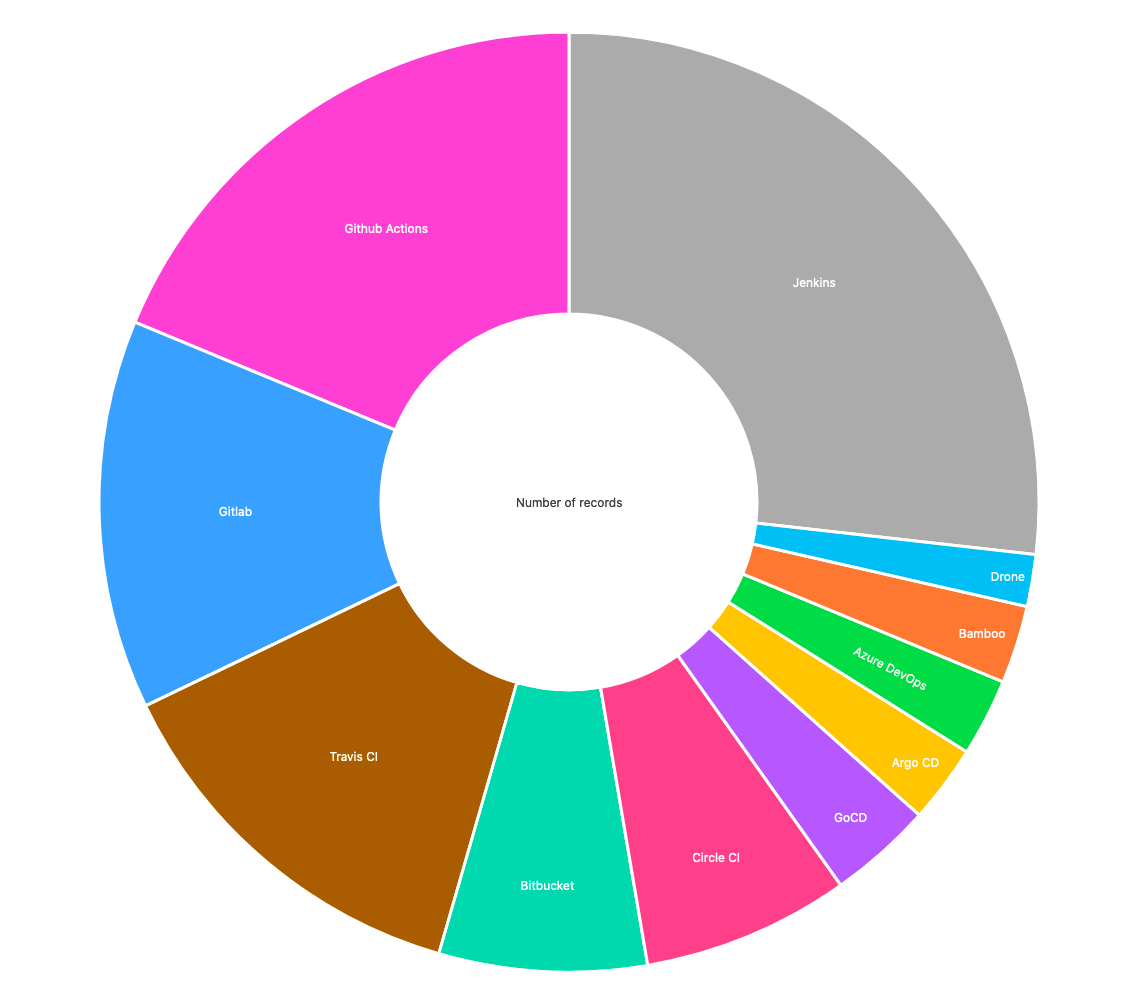 Github Actions
Jenkins
Number of records
Gitlab
Drone
Bamboo
Azure DevOps
Travis CI
Argo CD
GoCD
Circle CI
Bitbucket